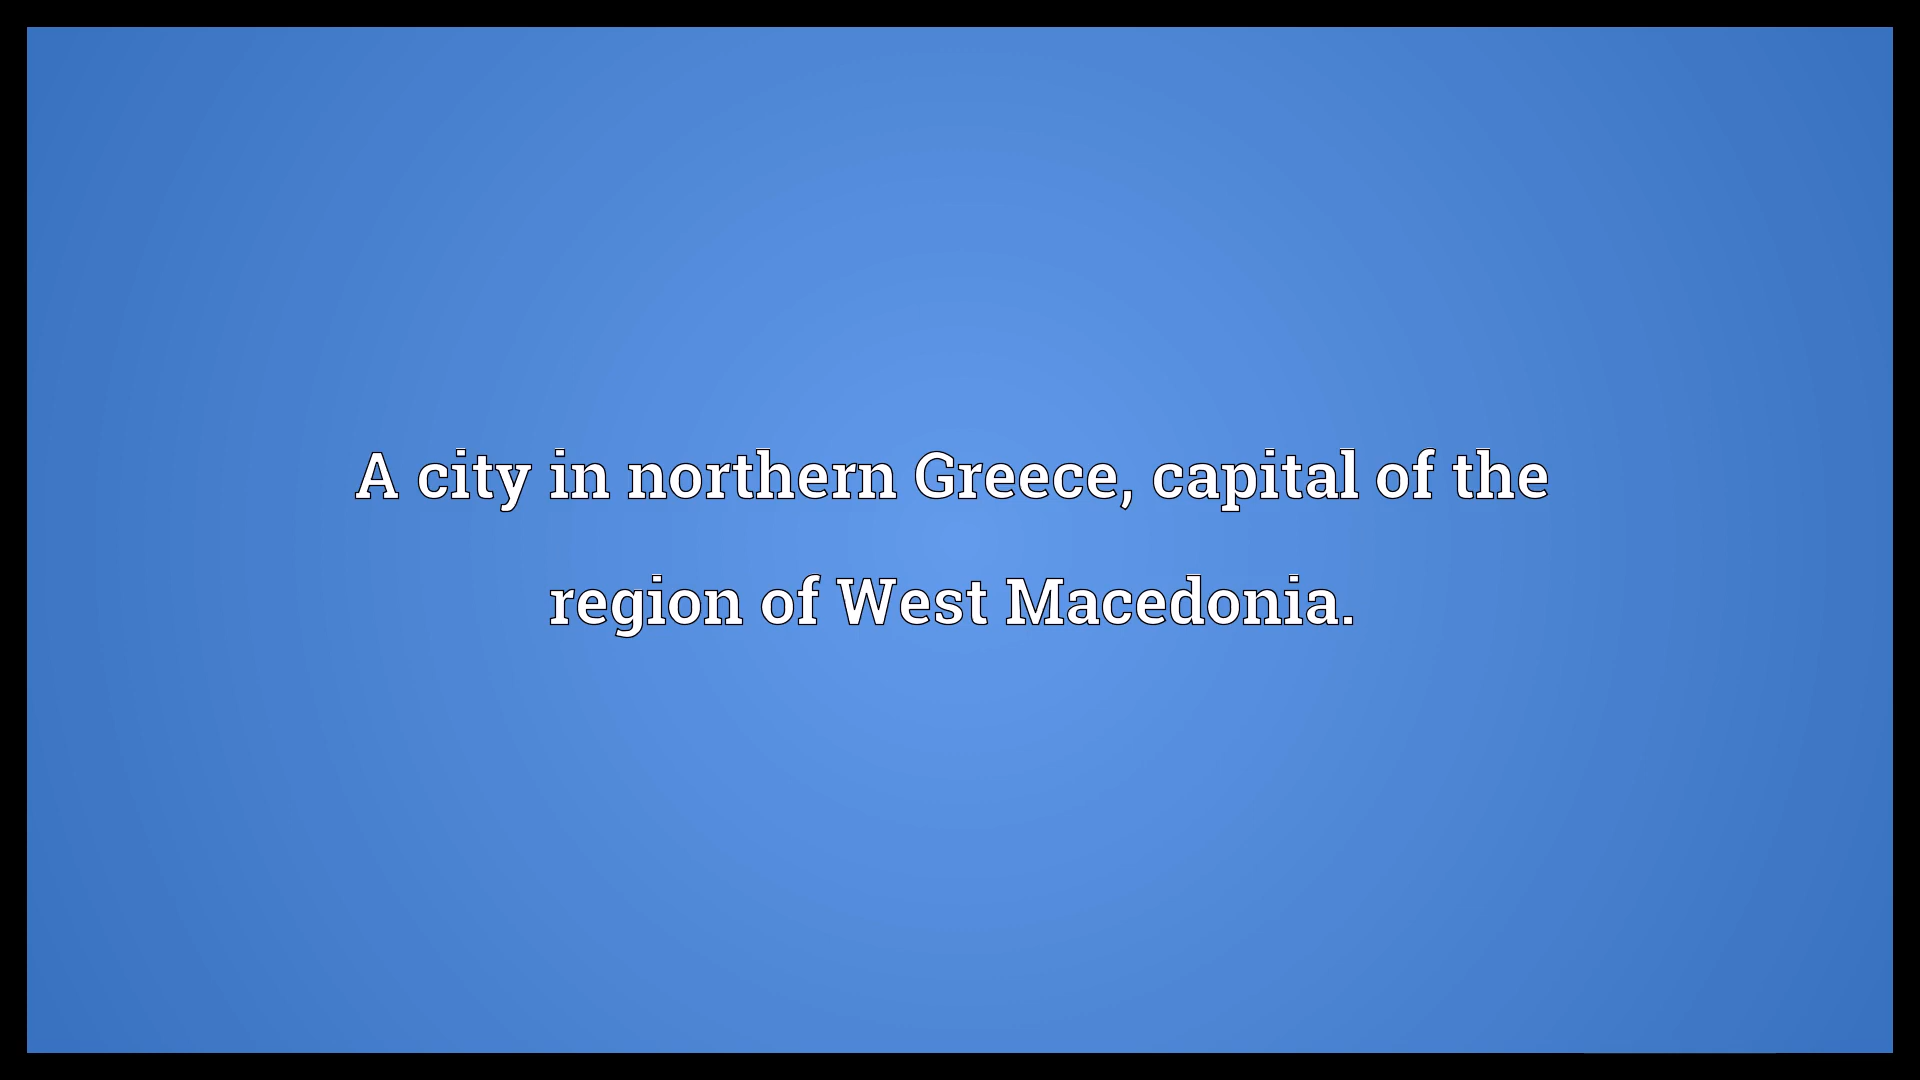 A city in northern Greece, capital of the
region of West Macedonia.